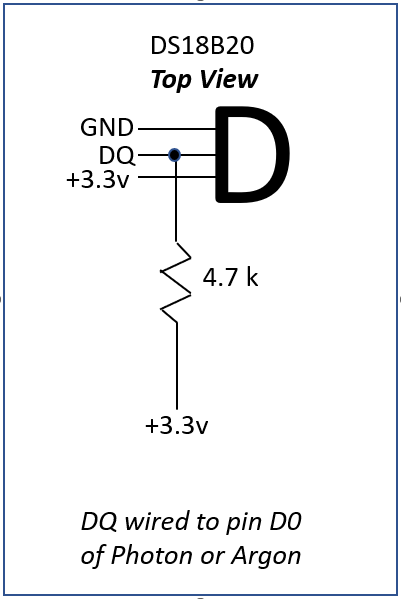 DS18B20
Top View
GND
DQ
+3.3v
4.7 k
+3.3v
DQ wired to pin D0
of Photon or Argon